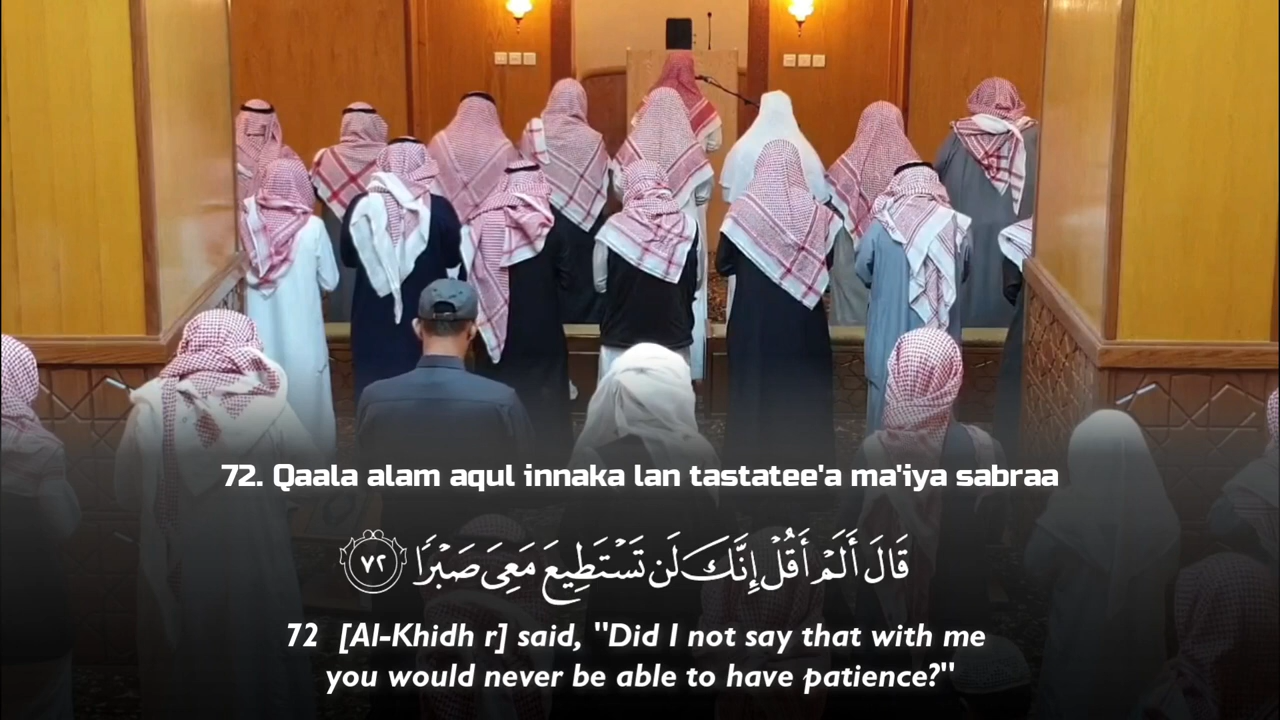 72. Qaala alam aqul innaka lan tastatee'a ma'iya sabraa
قَالَ أَلَمْ أَقُلْ إِنَّكَ لَن تَسْتَطِيعَ مَعِىَ صَبْرًا ٧٢
72 [Al-Khidh r] said, "Did I not say that with me
you would never be able to have patience?"